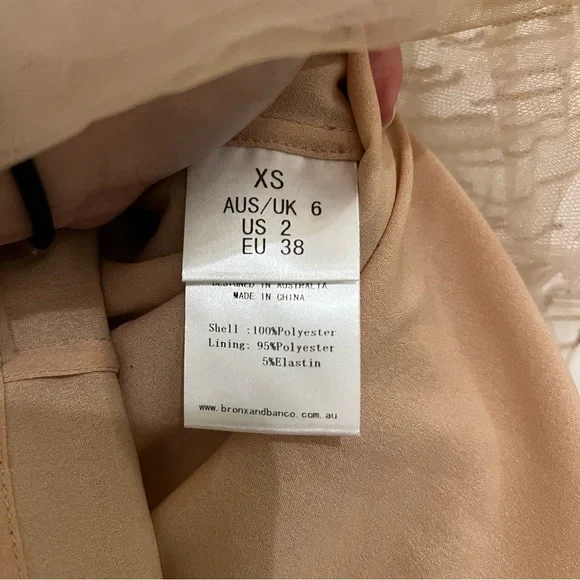 XS
AUS/UK 6
US 2
EU 38
DESIGNED IN AUSTRALIA
MADE IN CHINA
Shell :100%Polyester
Lining: 95%Polyester
5%Elastin
www.bronxandbanco.com.au